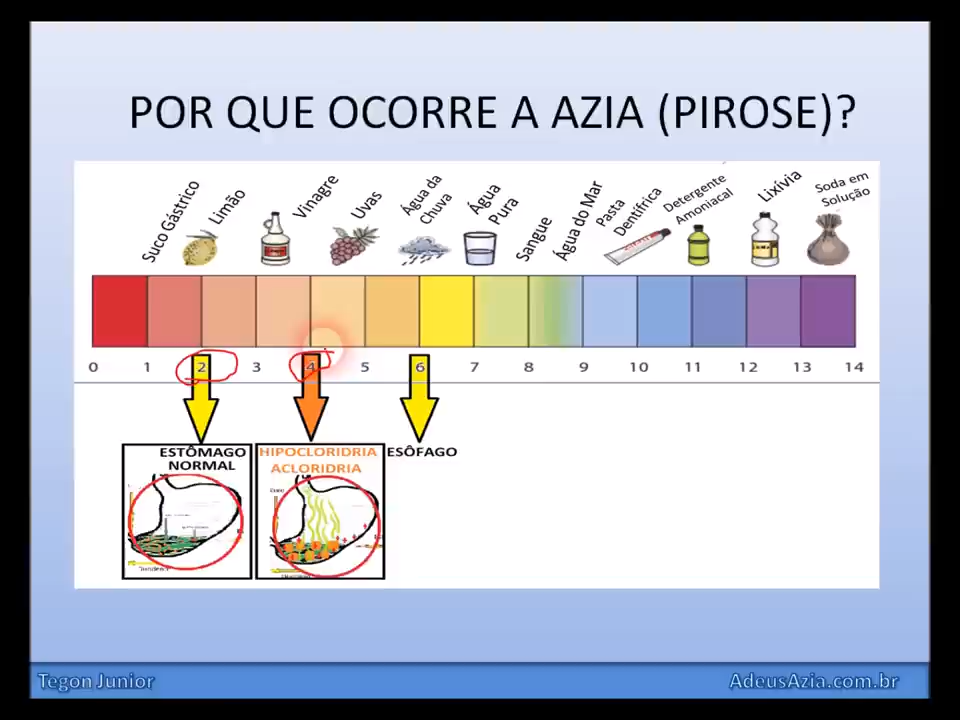 POR QUE OCORRE A AZIA (PIROSE)?
Suco Gástrico
Limão
Vinagre
Uvas
Água da
Chuva
Água
Pura
Sangue
Água do Mar
Pasta
Dentífrica
Detergente
Amoniacal
Lixívia
Soda em
Solução
0 1 2 3 4 5 6 7 8 9 10 11 12 13 14
ESTÔMAGO
NORMAL
HIPOCLORIDRIA
ACLORIDRIA
ESÔFAGO
Tegon Junior
AdeusAzia.com.br